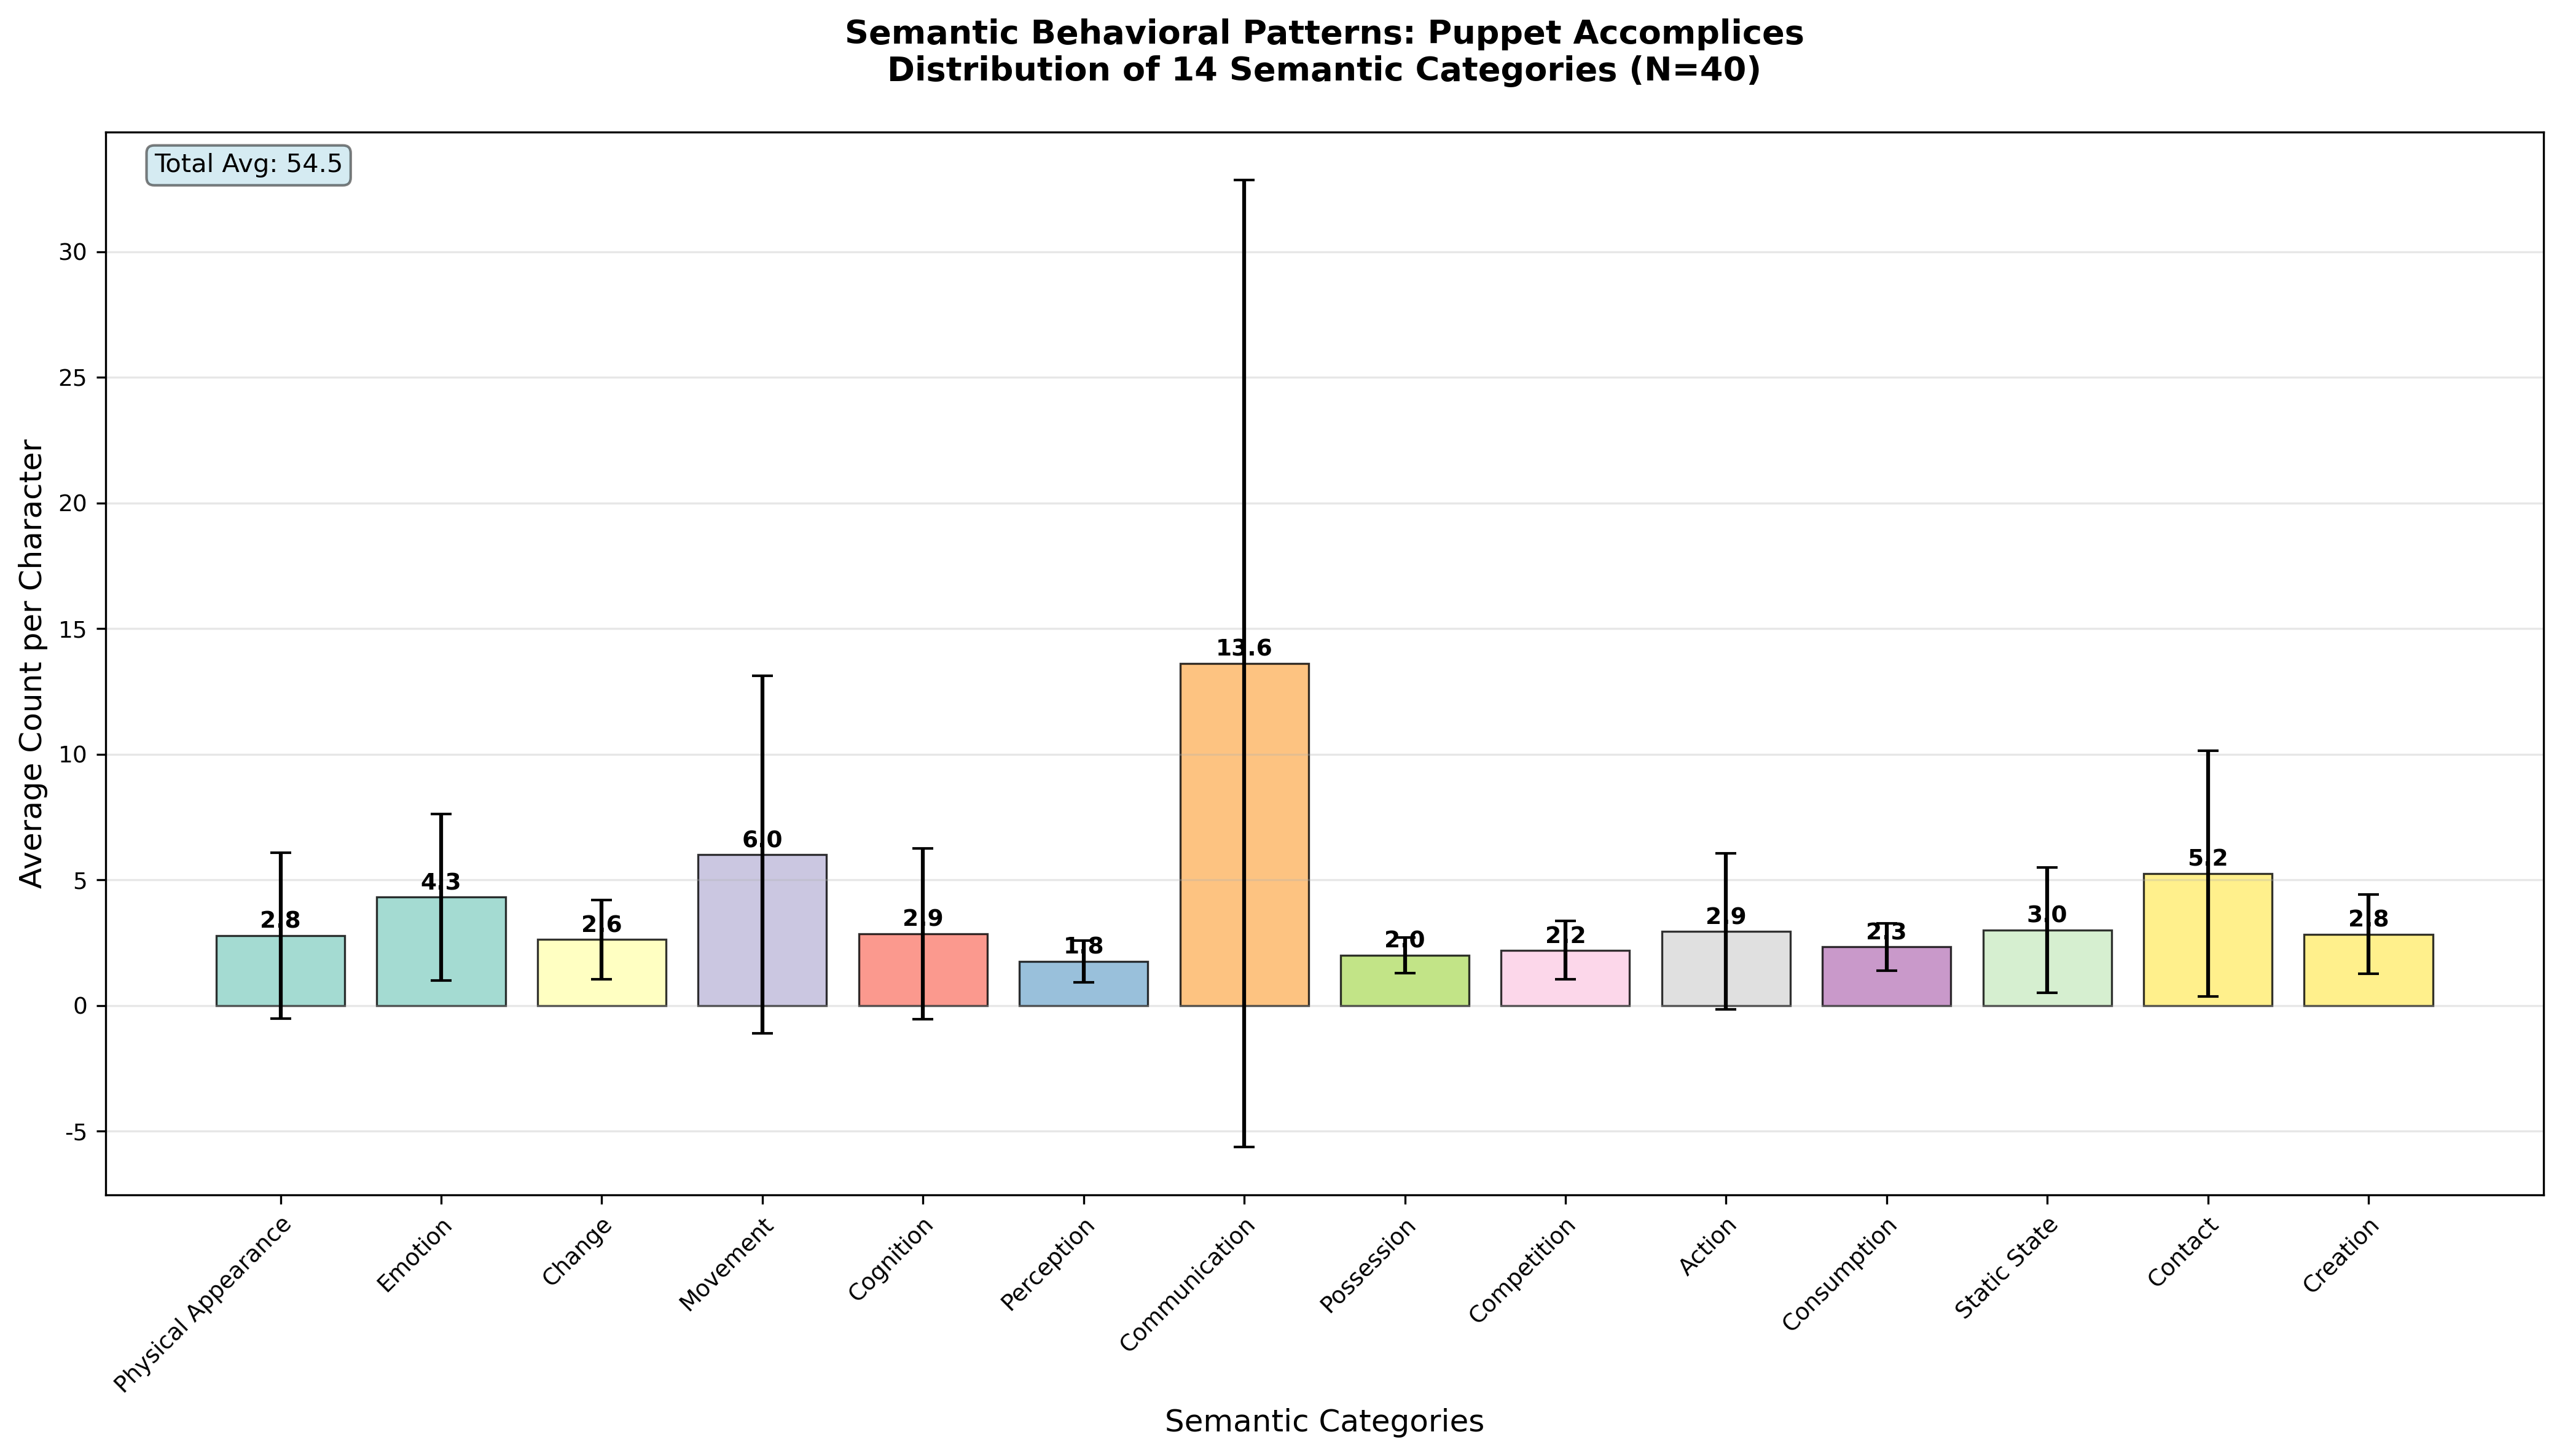 Semantic Behavioral Patterns: Puppet Accomplices
Distribution of 14 Semantic Categories (N=40)
Total Avg: 54.5
Average Count per Character
30
25
20
15
10
5
0
-5
2.8
4.3
2.6
6.0
2.9
1.8
13.6
2.0
2.2
2.9
2.3
3.0
5.2
2.8
Physical Appearance
Emotion
Change
Movement
Cognition
Perception
Communication
Possession
Competition
Action
Consumption
Static State
Contact
Creation
Semantic Categories